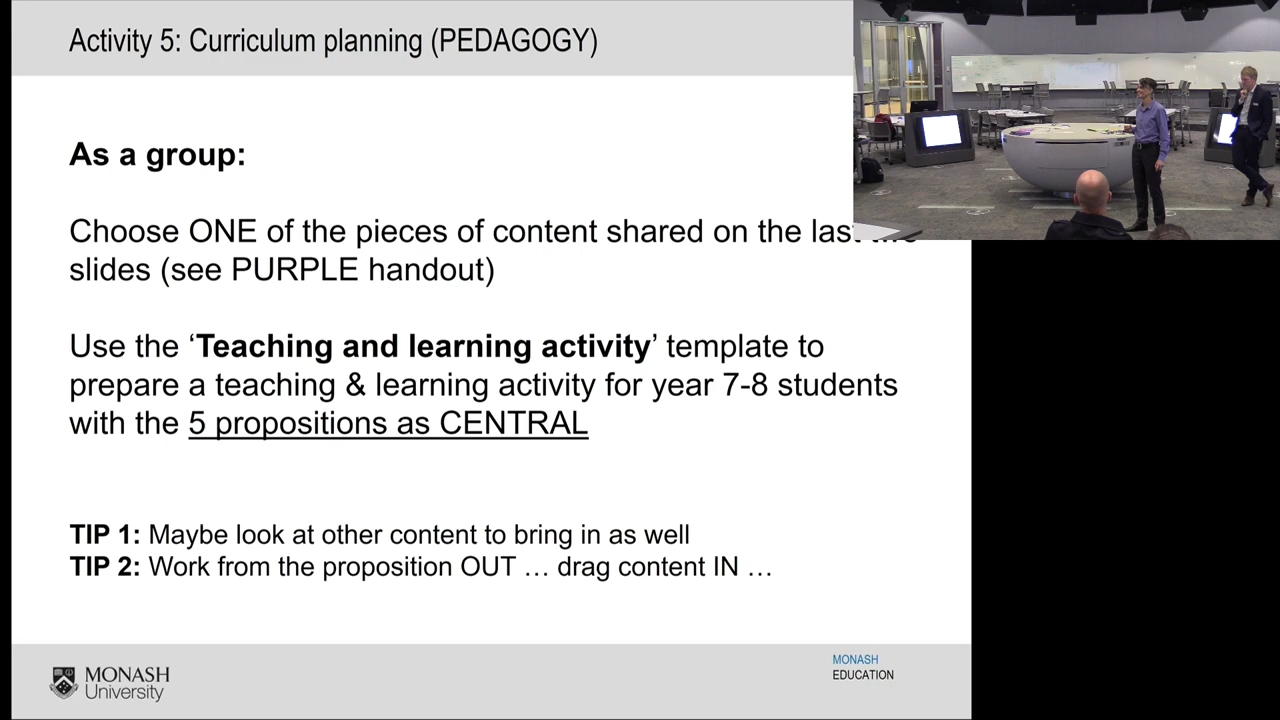 Activity 5: Curriculum planning (PEDAGOGY)
As a group:
Choose ONE of the pieces of content shared on the last
slides (see PURPLE handout)
Use the ‘Teaching and learning activity’ template to
prepare a teaching & learning activity for year 7-8 students
with the 5 propositions as CENTRAL
TIP 1: Maybe look at other content to bring in as well
TIP 2: Work from the proposition OUT … drag content IN …
MONASH
University
MONASH
EDUCATION